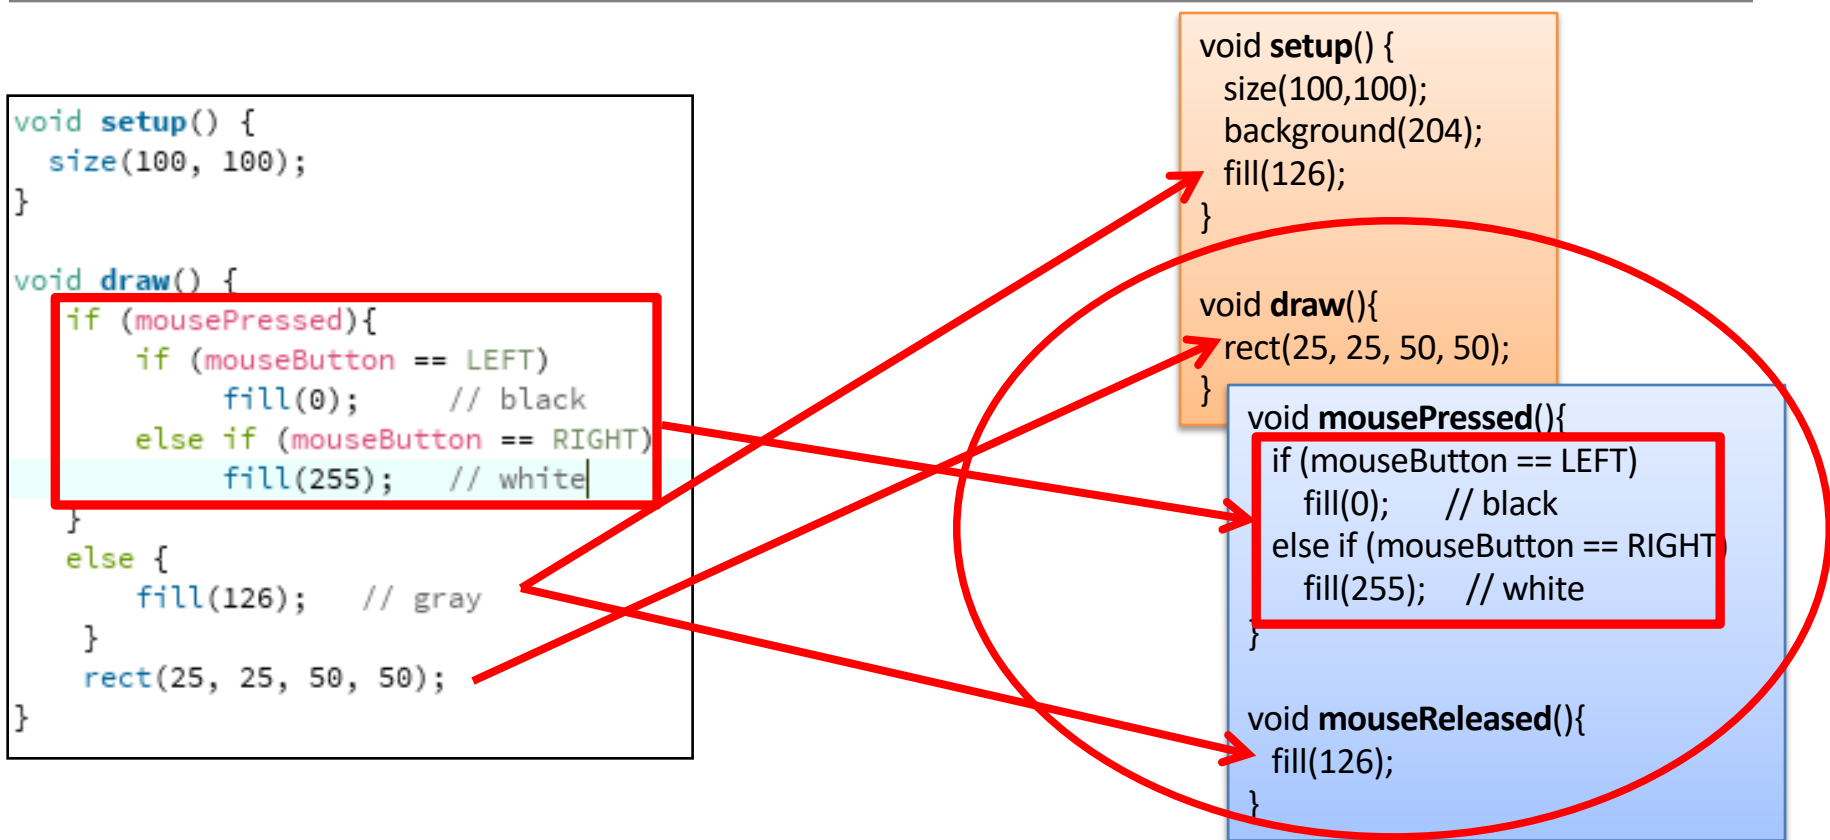 void setup() {
  size(100, 100);
}
void draw() {
if (mousePressed){
if (mouseButton == LEFT)
fill(0); // black
else if (mouseButton == RIGHT)
fill(255); // white
}
else {
fill(126); // gray
}
rect(25, 25, 50, 50);
}
void setup() {
size(100,100);
background(204);
fill(126);
}
void draw(){
rect(25, 25, 50, 50);
}
void mousePressed(){
if (mouseButton == LEFT)
fill(0); // black
else if (mouseButton == RIGHT)
fill(255); // white
}
void mouseReleased(){
fill(126);
}